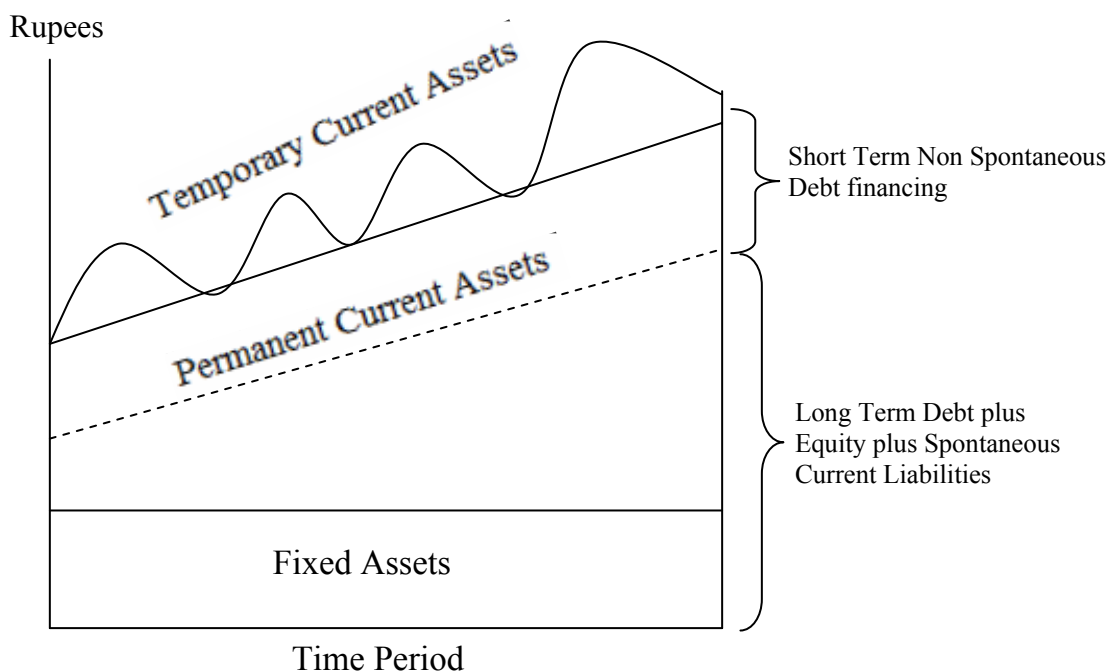 Rupees
Temporary Current Assets
Short Term Non Spontaneous
Debt financing
Permanent Current Assets
Long Term Debt plus
Equity plus Spontaneous
Current Liabilities
Fixed Assets
Time Period